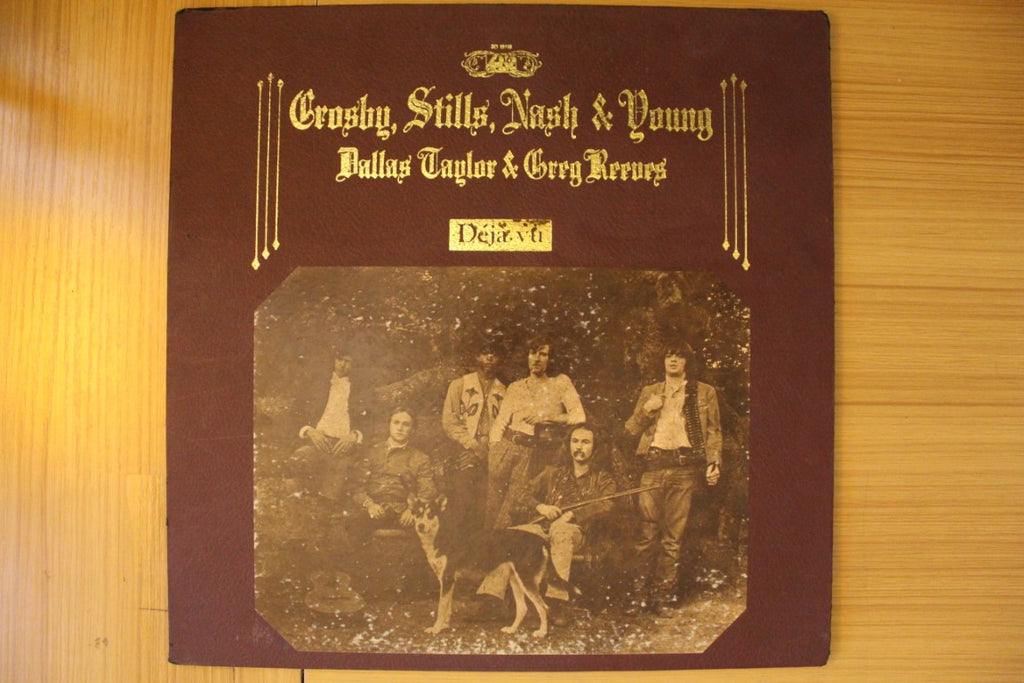 Crosby, Stills, Nash & Young
Dallas Taylor & Greg Reeves
Déjà vu